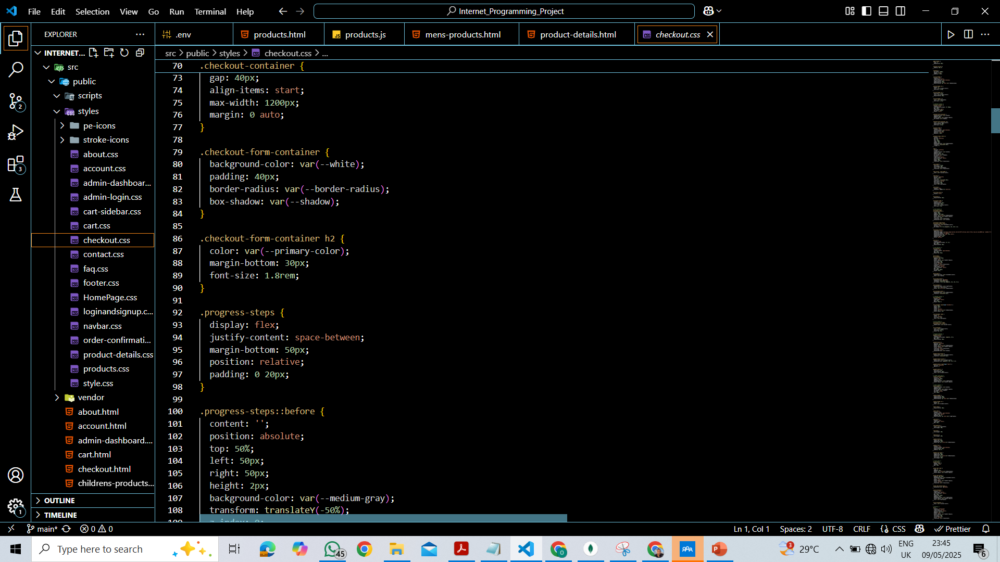 File Edit Selection View Go Run Terminal Help
Internet_Programming_Project
EXPLORER
.env
products.html
products.js
mens-products.html
product-details.html
checkout.css
INTERNET...
src > public > styles > checkout.css > ...
src
public
scripts
styles
pe-icons
stroke-icons
about.css
account.css
admin-dashboar...
admin-login.css
cart-sidebar.css
cart.css
checkout.css
contact.css
faq.css
footer.css
HomePage.css
loginandsignup.c...
navbar.css
order-confirmati...
product-details.css
products.css
style.css
vendor
about.html
account.html
admin-dashboard....
cart.html
checkout.html
childrens-products...
OUTLINE
TIMELINE
2
3
1
70 .checkout-container {
73 gap: 40px;
74 align-items: start;
75 max-width: 1200px;
76 margin: 0 auto;
77 }
78
79 .checkout-form-container {
80 background-color: var(--white);
81 padding: 40px;
82 border-radius: var(--border-radius);
83 box-shadow: var(--shadow);
84 }
85
86 .checkout-form-container h2 {
87 color: var(--primary-color);
88 margin-bottom: 30px;
89 font-size: 1.8rem;
90 }
91
92 .progress-steps {
93 display: flex;
94 justify-content: space-between;
95 margin-bottom: 50px;
96 position: relative;
97 padding: 0 20px;
98 }
99
100 .progress-steps::before {
101 content: '';
102 position: absolute;
103 top: 50%;
104 left: 50px;
105 right: 50px;
106 height: 2px;
107 background-color: var(--medium-gray);
108 transform: translateY(-50%);
main* 0 0
Ln 1, Col 1 Spaces: 2 UTF-8 CRLF {} CSS Prettier
Type here to search
45
3
29°C
ENG
UK
23:45
09/05/2025
6